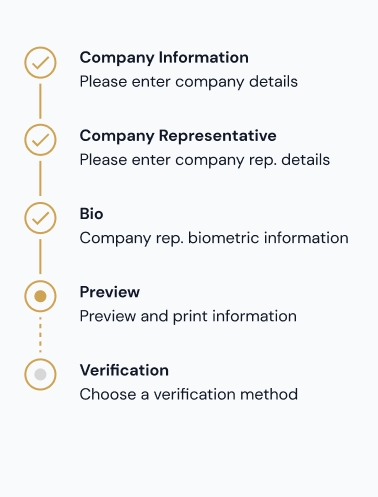 Company Information
Please enter company details
Company Representative
Please enter company rep. details
Bio
Company rep. biometric information
Preview
Preview and print information
Verification
Choose a verification method